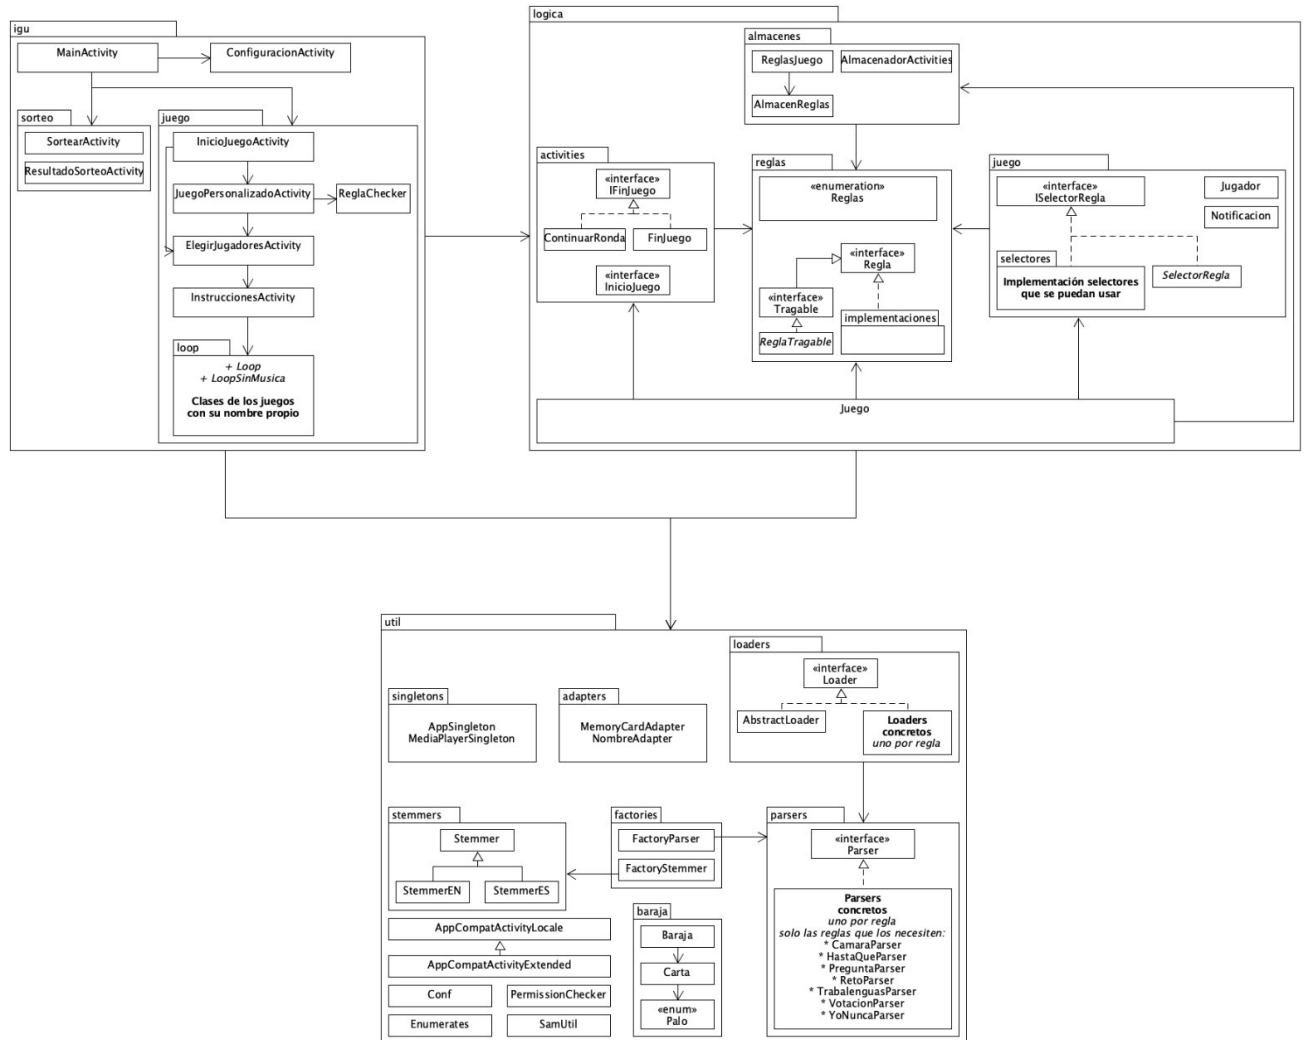 igu
MainActivity
ConfiguracionActivity
sorteo
SortearActivity
ResultadoSorteoActivity
juego
InicioJuegoActivity
JuegoPersonalizadoActivity
ReglaChecker
ElegirJugadoresActivity
InstruccionesActivity
loop
+ Loop
+ LoopSinMusica
Clases de los juegos
con su nombre propio
logica
almacenes
ReglasJuego
AlmacenadorActivities
AlmacenReglas
activities
«interface»
IFinJuego
ContinuarRonda
FinJuego
«interface»
InicioJuego
reglas
«enumeration»
Reglas
«interface»
Regla
«interface»
Tragable
ReglaTragable
implementaciones
juego
«interface»
ISelectorRegla
Jugador
Notificacion
selectores
Implementación selectores
que se puedan usar
SelectorRegla
Juego
util
singletons
AppSingleton
MediaPlayerSingleton
adapters
MemoryCardAdapter
NombreAdapter
loaders
«interface»
Loader
AbstractLoader
Loaders
concretos
uno por regla
stemmers
Stemmer
StemmerEN
StemmerES
factories
FactoryParser
FactoryStemmer
parsers
«interface»
Parser
Parsers
concretos
uno por regla
solo las reglas que los necesiten:
* CamaraParser
* HastaQueParser
* PreguntaParser
* RetoParser
* TrabalenguasParser
* VotacionParser
* YoNuncaParser
AppCompatActivityLocale
AppCompatActivityExtended
Conf
PermissionChecker
Enumerates
SamUtil
baraja
Baraja
Carta
«enum»
Palo